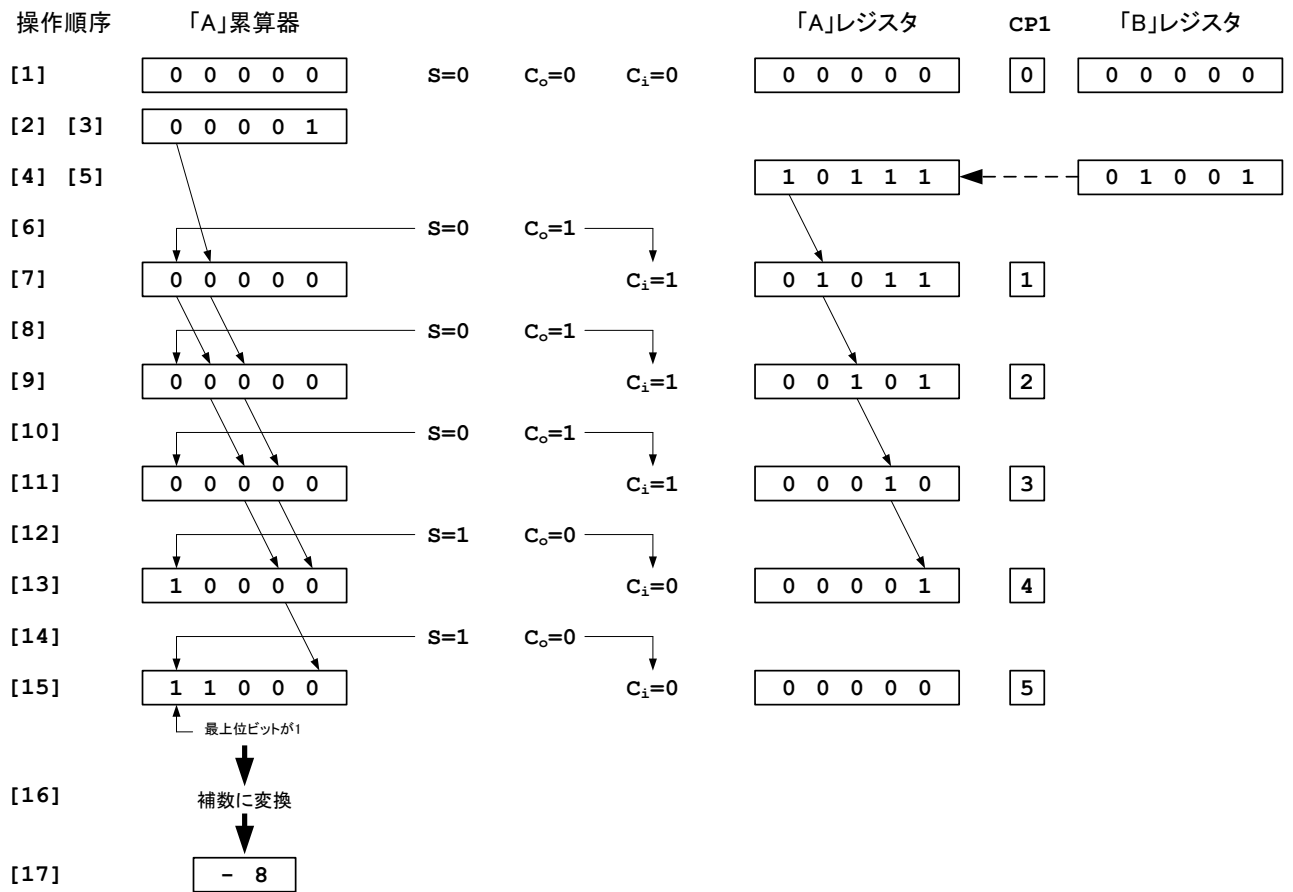 操作順序 「A」累算器 「A」レジスタ CP1 「B」レジスタ
[1] 0 0 0 0 0 S=0 Co=0 Ci=0 0 0 0 0 0 0 0 0 0 0 0
[2] [3] 0 0 0 0 1
[4] [5] 1 0 1 1 1 0 1 0 0 1
[6] S=0 Co=1
[7] 0 0 0 0 0 Ci=1 0 1 0 1 1 1
[8] S=0 Co=1
[9] 0 0 0 0 0 Ci=1 0 0 1 0 1 2
[10] S=0 Co=1
[11] 0 0 0 0 0 Ci=1 0 0 0 1 0 3
[12] S=1 Co=0
[13] 1 0 0 0 0 Ci=0 0 0 0 0 1 4
[14] S=1 Co=0
[15] 1 1 0 0 0 Ci=0 0 0 0 0 0 5
最上位ビットが1
[16] 補数に変換
[17] - 8